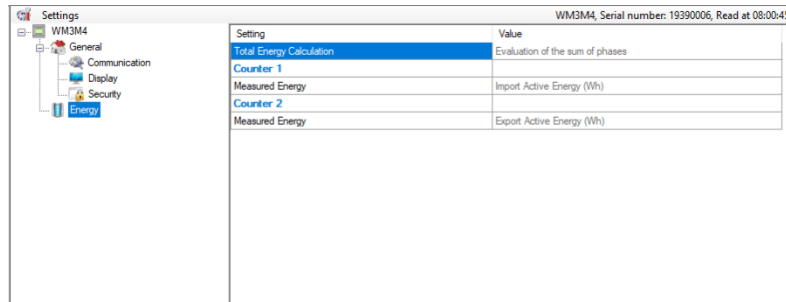 Settings
WM3M4, Serial number: 19390006, Read at 08:00:45
WM3M4
General
Communication
Display
Security
Energy
Setting Value
Total Energy Calculation Evaluation of the sum of phases
Counter 1
Measured Energy Import Active Energy (Wh)
Counter 2
Measured Energy Export Active Energy (Wh)